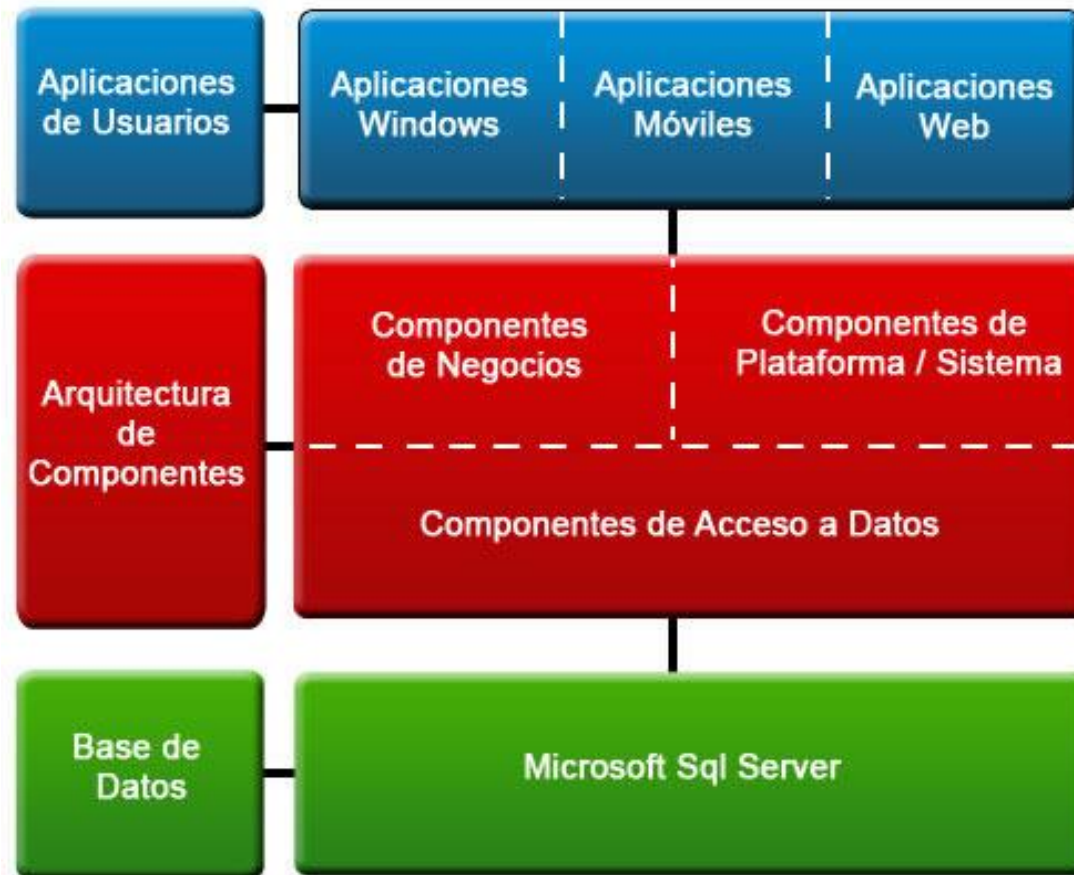 Aplicaciones
de Usuarios
Aplicaciones
Windows
Aplicaciones
Móviles
Aplicaciones
Web
Arquitectura
de
Componentes
Componentes
de Negocios
Componentes de
Plataforma / Sistema
Componentes de Acceso a Datos
Base de
Datos
Microsoft Sql Server